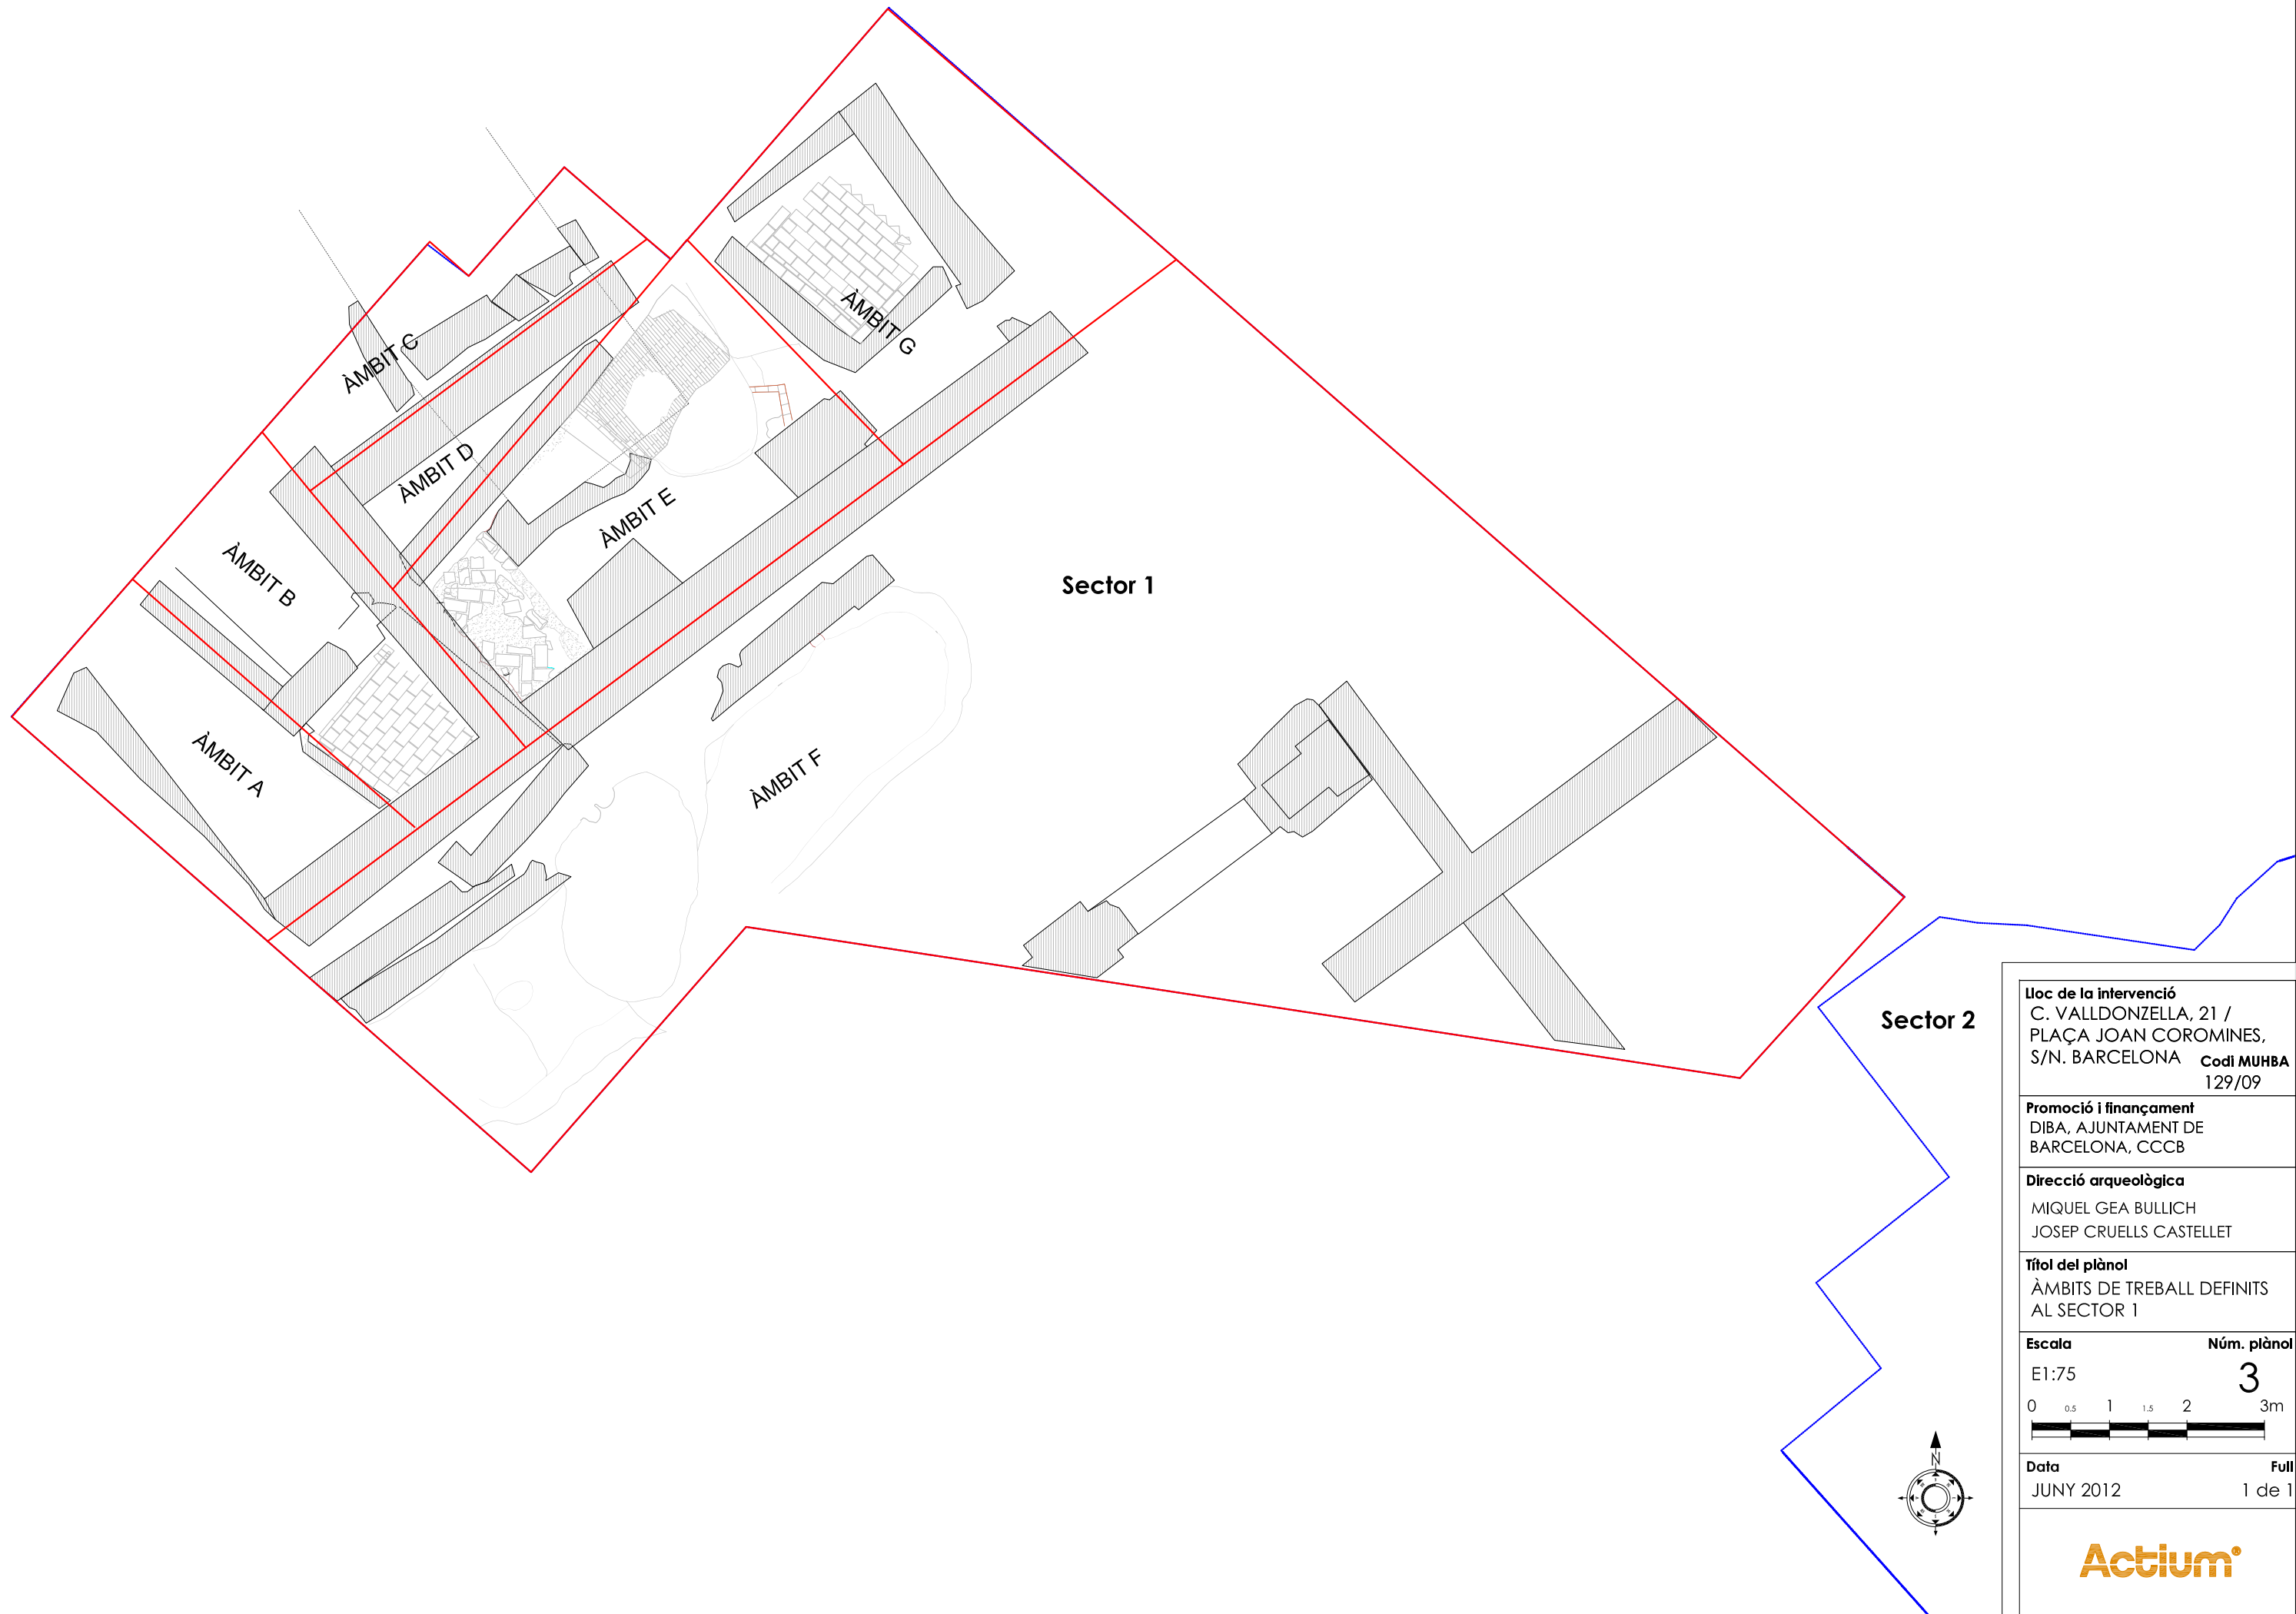 ÀMBIT C
ÀMBIT G
ÀMBIT D
ÀMBIT E
ÀMBIT B
Sector 1
ÀMBIT A
ÀMBIT F
Sector 2
Lloc de la intervenció
C. VALLDONZELLA, 21 /
PLAÇA JOAN COROMINES,
S/N. BARCELONA Codi MUHBA
129/09
Promoció i finançament
DIBA, AJUNTAMENT DE
BARCELONA, CCCB
Direcció arqueològica
MIQUEL GEA BULLICH
JOSEP CRUELLS CASTELLET
Títol del plànol
ÀMBITS DE TREBALL DEFINITS
AL SECTOR 1
Escala Núm. plànol
E1:75 3
0 0.5 1 1.5 2 3m
N
Data Full
JUNY 2012 1 de 1
Actium®